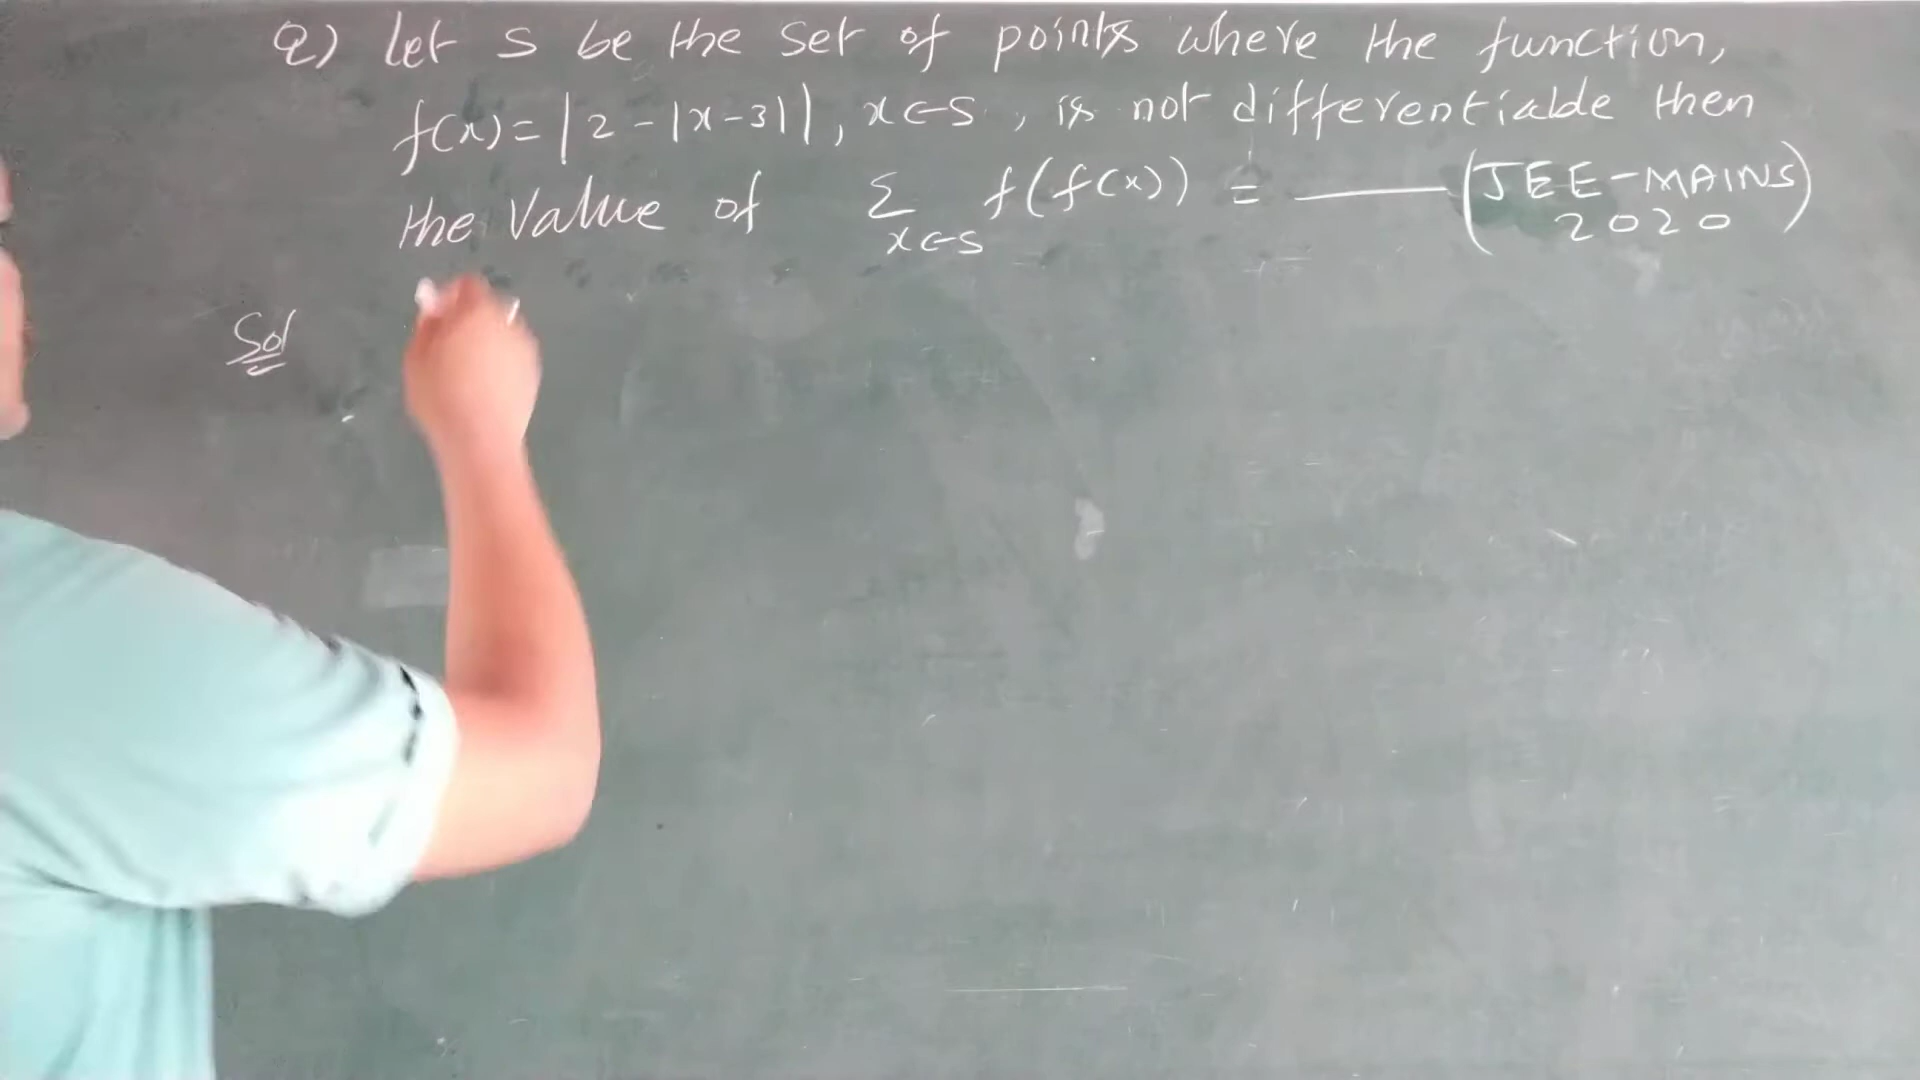 Q) Let S be the set of points where the function,
f(x) = |2 - |x-3||, x∈S, is not differentiable then
the value of Σ f(f(x)) = ——— (JEE-MAINS
x∈S 2020)
Sol